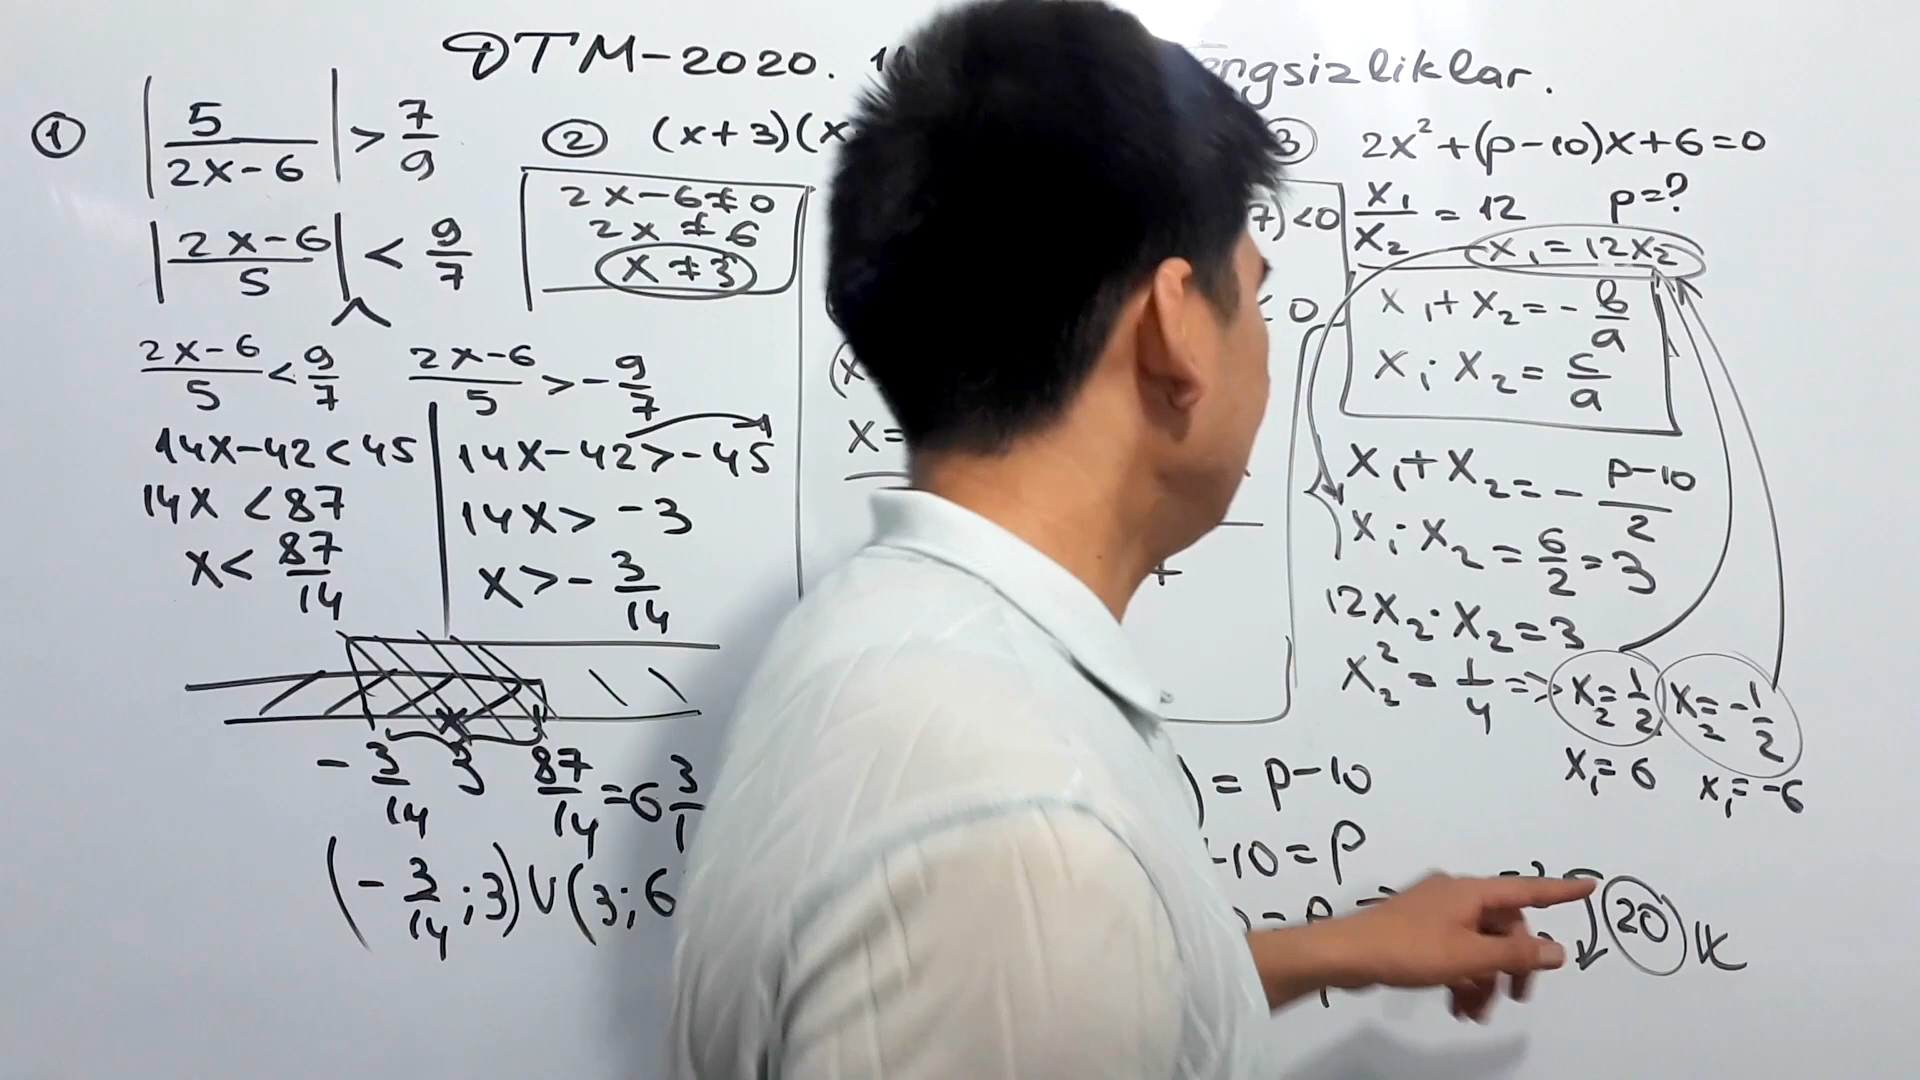 DTM-2020. Tengsizliklar.
① |5/(2x-6)| > 7/9
|(2x-6)/5| < 9/7
(2x-6)/5 < 9/7 (2x-6)/5 > -9/7
14x-42<45 14x-42>-45
14x<87 14x>-3
x<87/14 x>-3/14
-3/14 3 87/14=6 3/1
(-3/14;3)∪(3;6
② (x+3)(x
2x-6≠0
2x≠6
x≠3
7)<0
< 0
(x
x=
+
③ 2x²+(p-10)x+6=0
x₁/x₂=12 p=?
x₁=12x₂
x₁+x₂=-b/a
x₁·x₂=c/a
x₁+x₂=-(p-10)/2
x₁·x₂=6/2=3
12x₂·x₂=3
x₂²=1/4 => x₂=1/2 x₂=-1/2
x₁=6 x₁=-6
)=p-10
-10=p
=p
20